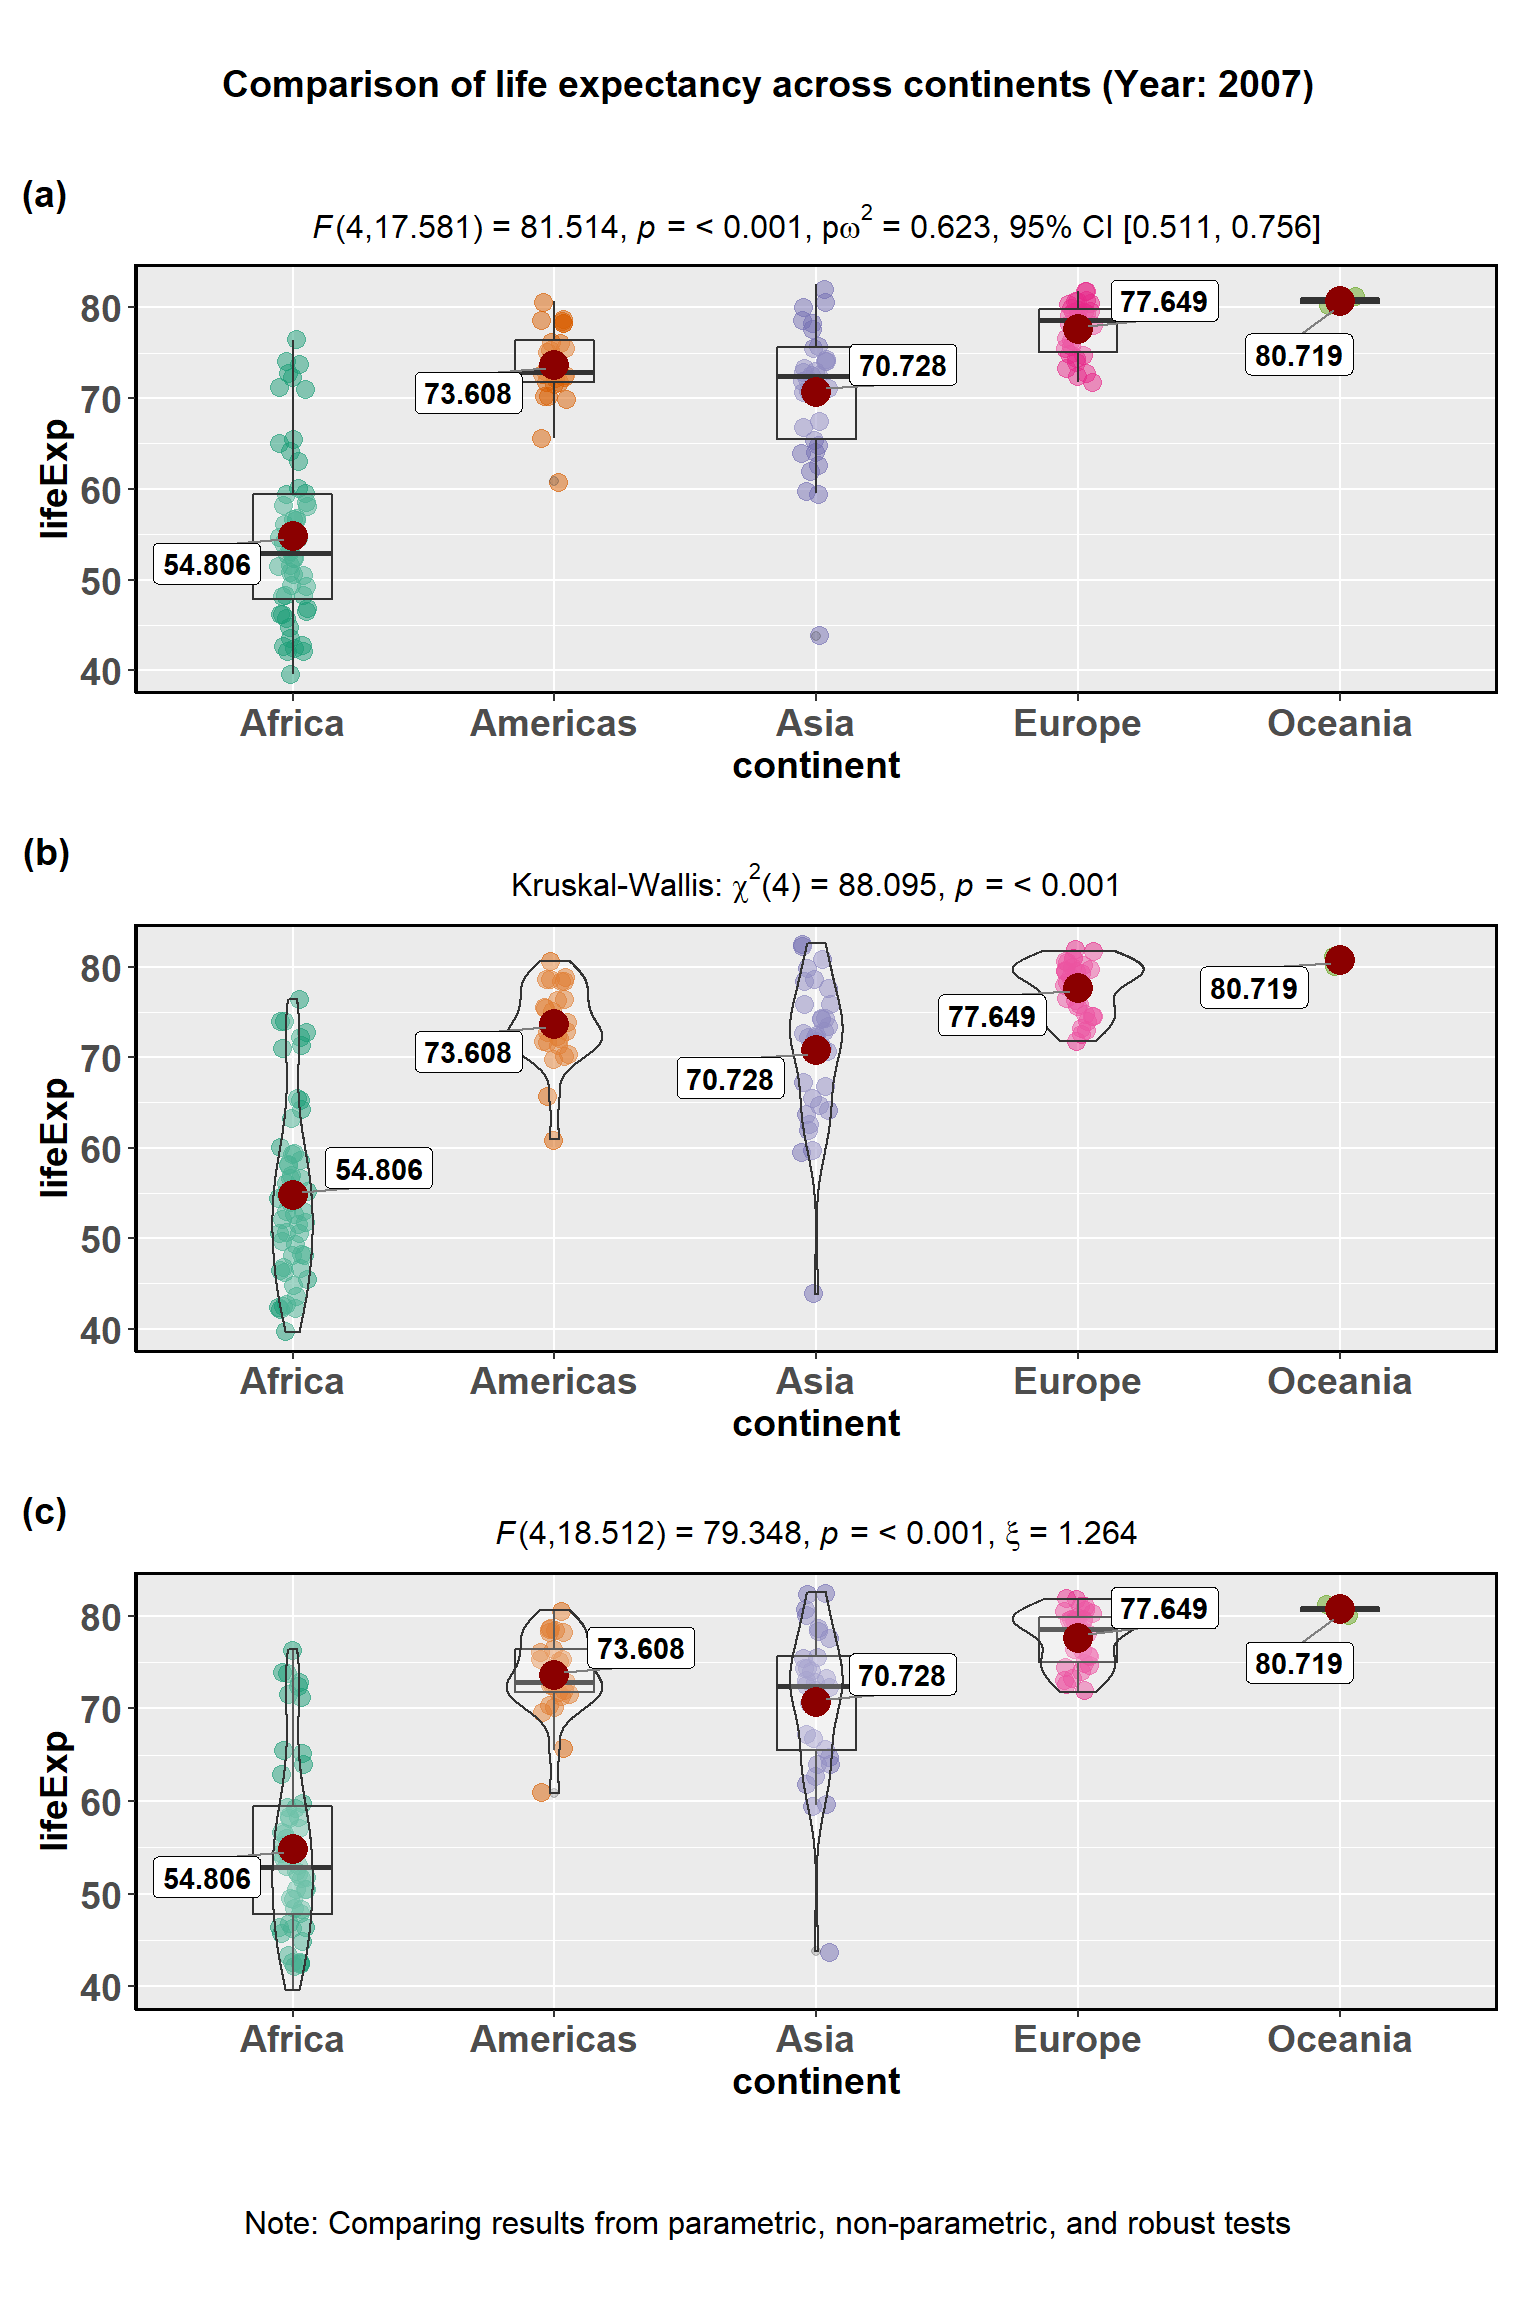 Comparison of life expectancy across continents (Year: 2007)
(a)
F(4,17.581) = 81.514, p = < 0.001, pω² = 0.623, 95% CI [0.511, 0.756]
lifeExp
80
70
60
50
40
54.806
73.608
70.728
77.649
80.719
Africa Americas Asia Europe Oceania
continent
(b)
Kruskal-Wallis: χ²(4) = 88.095, p = < 0.001
lifeExp
80
70
60
50
40
54.806
73.608
70.728
77.649
80.719
Africa Americas Asia Europe Oceania
continent
(c)
F(4,18.512) = 79.348, p = < 0.001, ξ = 1.264
lifeExp
80
70
60
50
40
54.806
73.608
70.728
77.649
80.719
Africa Americas Asia Europe Oceania
continent
Note: Comparing results from parametric, non-parametric, and robust tests